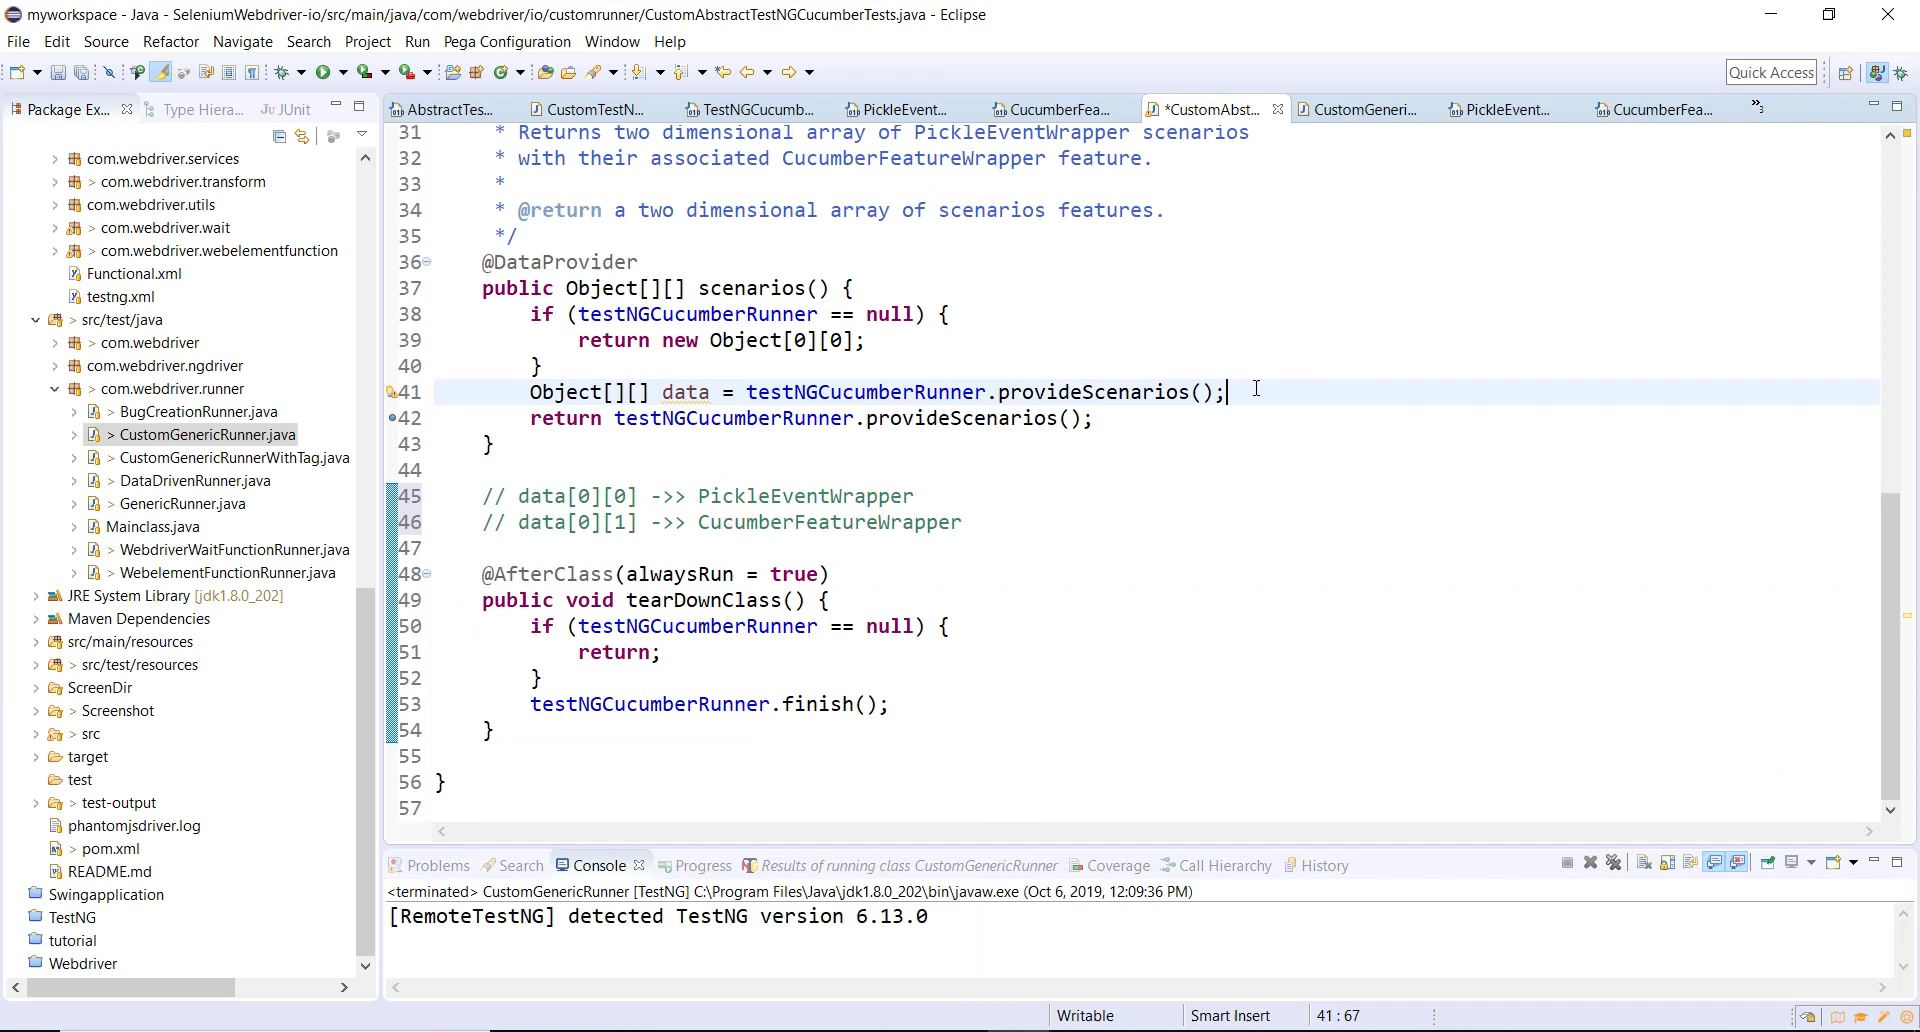 myworkspace - Java - SeleniumWebdriver-io/src/main/java/com/webdriver/io/customrunner/CustomAbstractTestNGCucumberTests.java - Eclipse
File Edit Source Refactor Navigate Search Project Run Pega Configuration Window Help
Quick Access
Package Ex... Type Hiera... JUnit
AbstractTes... CustomTestN... TestNGCucumb... PickleEvent... CucumberFea... *CustomAbst... CustomGeneri... PickleEvent... CucumberFea... »3
> com.webdriver.services
> > com.webdriver.transform
> com.webdriver.utils
> > com.webdriver.wait
> > com.webdriver.webelementfunction
Functional.xml
testng.xml
> src/test/java
> > com.webdriver
> com.webdriver.ngdriver
> com.webdriver.runner
> > BugCreationRunner.java
> > CustomGenericRunner.java
> > CustomGenericRunnerWithTag.java
> > DataDrivenRunner.java
> > GenericRunner.java
> Mainclass.java
> > WebdriverWaitFunctionRunner.java
> > WebelementFunctionRunner.java
> JRE System Library [jdk1.8.0_202]
> Maven Dependencies
> src/main/resources
> > src/test/resources
ScreenDir
> > Screenshot
> > src
> target
test
> > test-output
phantomjsdriver.log
> pom.xml
README.md
Swingapplication
TestNG
tutorial
Webdriver
31 * Returns two dimensional array of PickleEventWrapper scenarios
32 * with their associated CucumberFeatureWrapper feature.
33 *
34 * @return a two dimensional array of scenarios features.
35 */
36 @DataProvider
37 public Object[][] scenarios() {
38 if (testNGCucumberRunner == null) {
39 return new Object[0][0];
40 }
41 Object[][] data = testNGCucumberRunner.provideScenarios();
42 return testNGCucumberRunner.provideScenarios();
43 }
44
45 // data[0][0] ->> PickleEventWrapper
46 // data[0][1] ->> CucumberFeatureWrapper
47
48 @AfterClass(alwaysRun = true)
49 public void tearDownClass() {
50 if (testNGCucumberRunner == null) {
51 return;
52 }
53 testNGCucumberRunner.finish();
54 }
55
56 }
57
Problems Search Console Progress Results of running class CustomGenericRunner Coverage Call Hierarchy History
<terminated> CustomGenericRunner [TestNG] C:\Program Files\Java\jdk1.8.0_202\bin\javaw.exe (Oct 6, 2019, 12:09:36 PM)
[RemoteTestNG] detected TestNG version 6.13.0
Writable Smart Insert 41 : 67